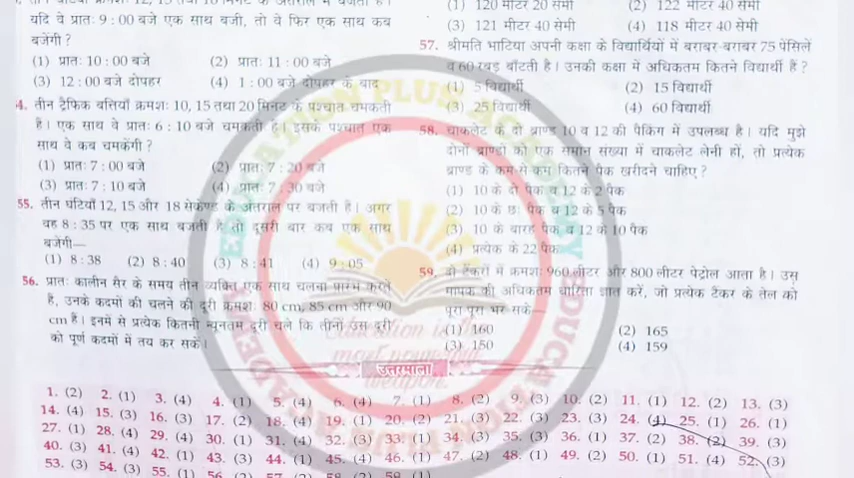 यदि वे प्रातः 9 : 00 बजे एक साथ बजी, तो वे फिर एक साथ कब
बजेंगी ?
(1) प्रातः 10 : 00 बजे (2) प्रातः 11 : 00 बजे
(3) 12 : 00 बजे दोपहर (4) 1 : 00 बजे दोपहर के बाद
4. तीन ट्रैफिक बत्तियाँ क्रमशः 10, 15 तथा 20 मिनट के पश्चात चमकती
है। एक साथ वे प्रातः 6 : 10 बजे चमकती है। इसके पश्चात एक
साथ वे कब चमकेंगी ?
(1) प्रातः 7 : 00 बजे (2) प्रातः 7 : 20 बजे
(3) प्रातः 7 : 10 बजे (4) प्रातः 7 : 30 बजे
55. तीन घंटियाँ 12, 15 और 18 सेकेण्ड के अंतराल पर बजती है। अगर
वह 8 : 35 पर एक साथ बजती है तो दूसरी बार कब एक साथ
बजेंगी—
(1) 8 : 38 (2) 8 : 40 (3) 8 : 41 (4) 9 : 05
56. प्रातः कालीन सैर के समय तीन व्यक्ति एक साथ चलना प्रारंभ करते
है, उनके कदमों की चलने की दूरी क्रमशः 80 cm, 85 cm और 90
cm है। इनमें से प्रत्येक कितनी न्यूनतम दूरी चले कि तीनों उस दूरी
को पूर्ण कदमों में तय कर सकें।
(1) 120 मीटर 20 सेमी (2) 122 मीटर 40 सेमी
(3) 121 मीटर 40 सेमी (4) 118 मीटर 40 सेमी
57. श्रीमति भाटिया अपनी कक्षा के विद्यार्थियों में बराबर-बराबर 75 पेंसिलें
व 60 रबड़ बाँटती है। उनकी कक्षा में अधिकतम कितने विद्यार्थी हैं ?
(1) 5 विद्यार्थी (2) 15 विद्यार्थी
(3) 25 विद्यार्थी (4) 60 विद्यार्थी
58. चाकलेट के दो ब्राण्ड 10 व 12 की पैकिंग में उपलब्ध है। यदि मुझे
दोनों ब्राण्डों की एक समान संख्या में चाकलेट लेनी हों, तो प्रत्येक
ब्राण्ड के कम से कम कितने पैक खरीदने चाहिए ?
(1) 10 के दो पैक व 12 के 2 पैक
(2) 10 के छः पैक व 12 के 5 पैक
(3) 10 के बारह पैक व 12 के 10 पैक
(4) प्रत्येक के 22 पैक
59. दो टैंकरों में क्रमशः 960 लीटर और 800 लीटर पेट्रोल आता है। उस
मापक की अधिकतम धारिता ज्ञात करें, जो प्रत्येक टैंकर के तेल को
पूरा पूरा भर सके—
(1) 160 (2) 165
(3) 150 (4) 159
उत्तरमाला
1. (2) 2. (1) 3. (4) 4. (1) 5. (4) 6. (4) 7. (1) 8. (2) 9. (3) 10. (2) 11. (1) 12. (2) 13. (3)
14. (4) 15. (3) 16. (3) 17. (2) 18. (4) 19. (1) 20. (2) 21. (3) 22. (3) 23. (3) 24. (4) 25. (1) 26. (1)
27. (1) 28. (4) 29. (4) 30. (1) 31. (4) 32. (3) 33. (1) 34. (3) 35. (3) 36. (1) 37. (2) 38. (2) 39. (3)
40. (3) 41. (4) 42. (1) 43. (3) 44. (1) 45. (4) 46. (1) 47. (2) 48. (1) 49. (2) 50. (1) 51. (4) 52. (3)
53. (3) 54. (3) 55. (1)
EDUCATION PLUS ACADEMY
Education is the
most powerful
weapon.